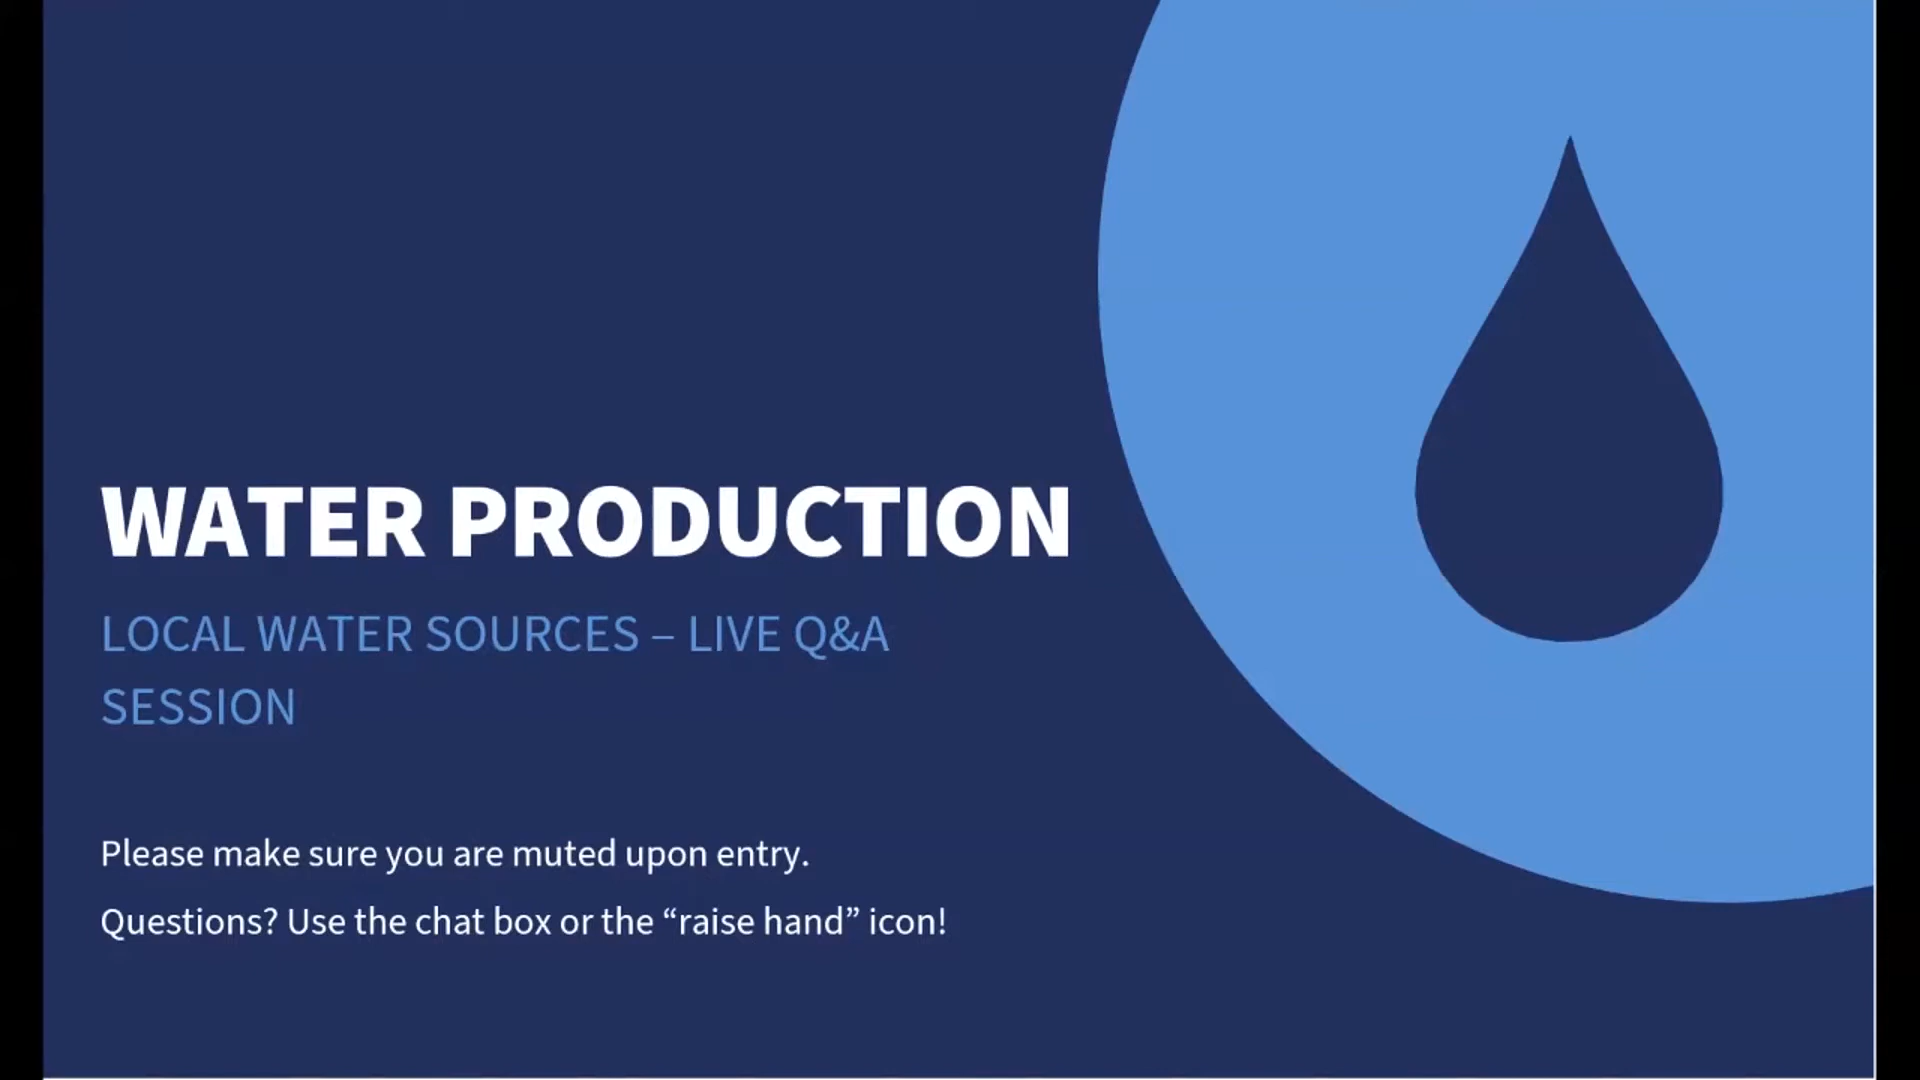 WATER PRODUCTION
LOCAL WATER SOURCES – LIVE Q&A
SESSION
Please make sure you are muted upon entry.
Questions? Use the chat box or the “raise hand” icon!